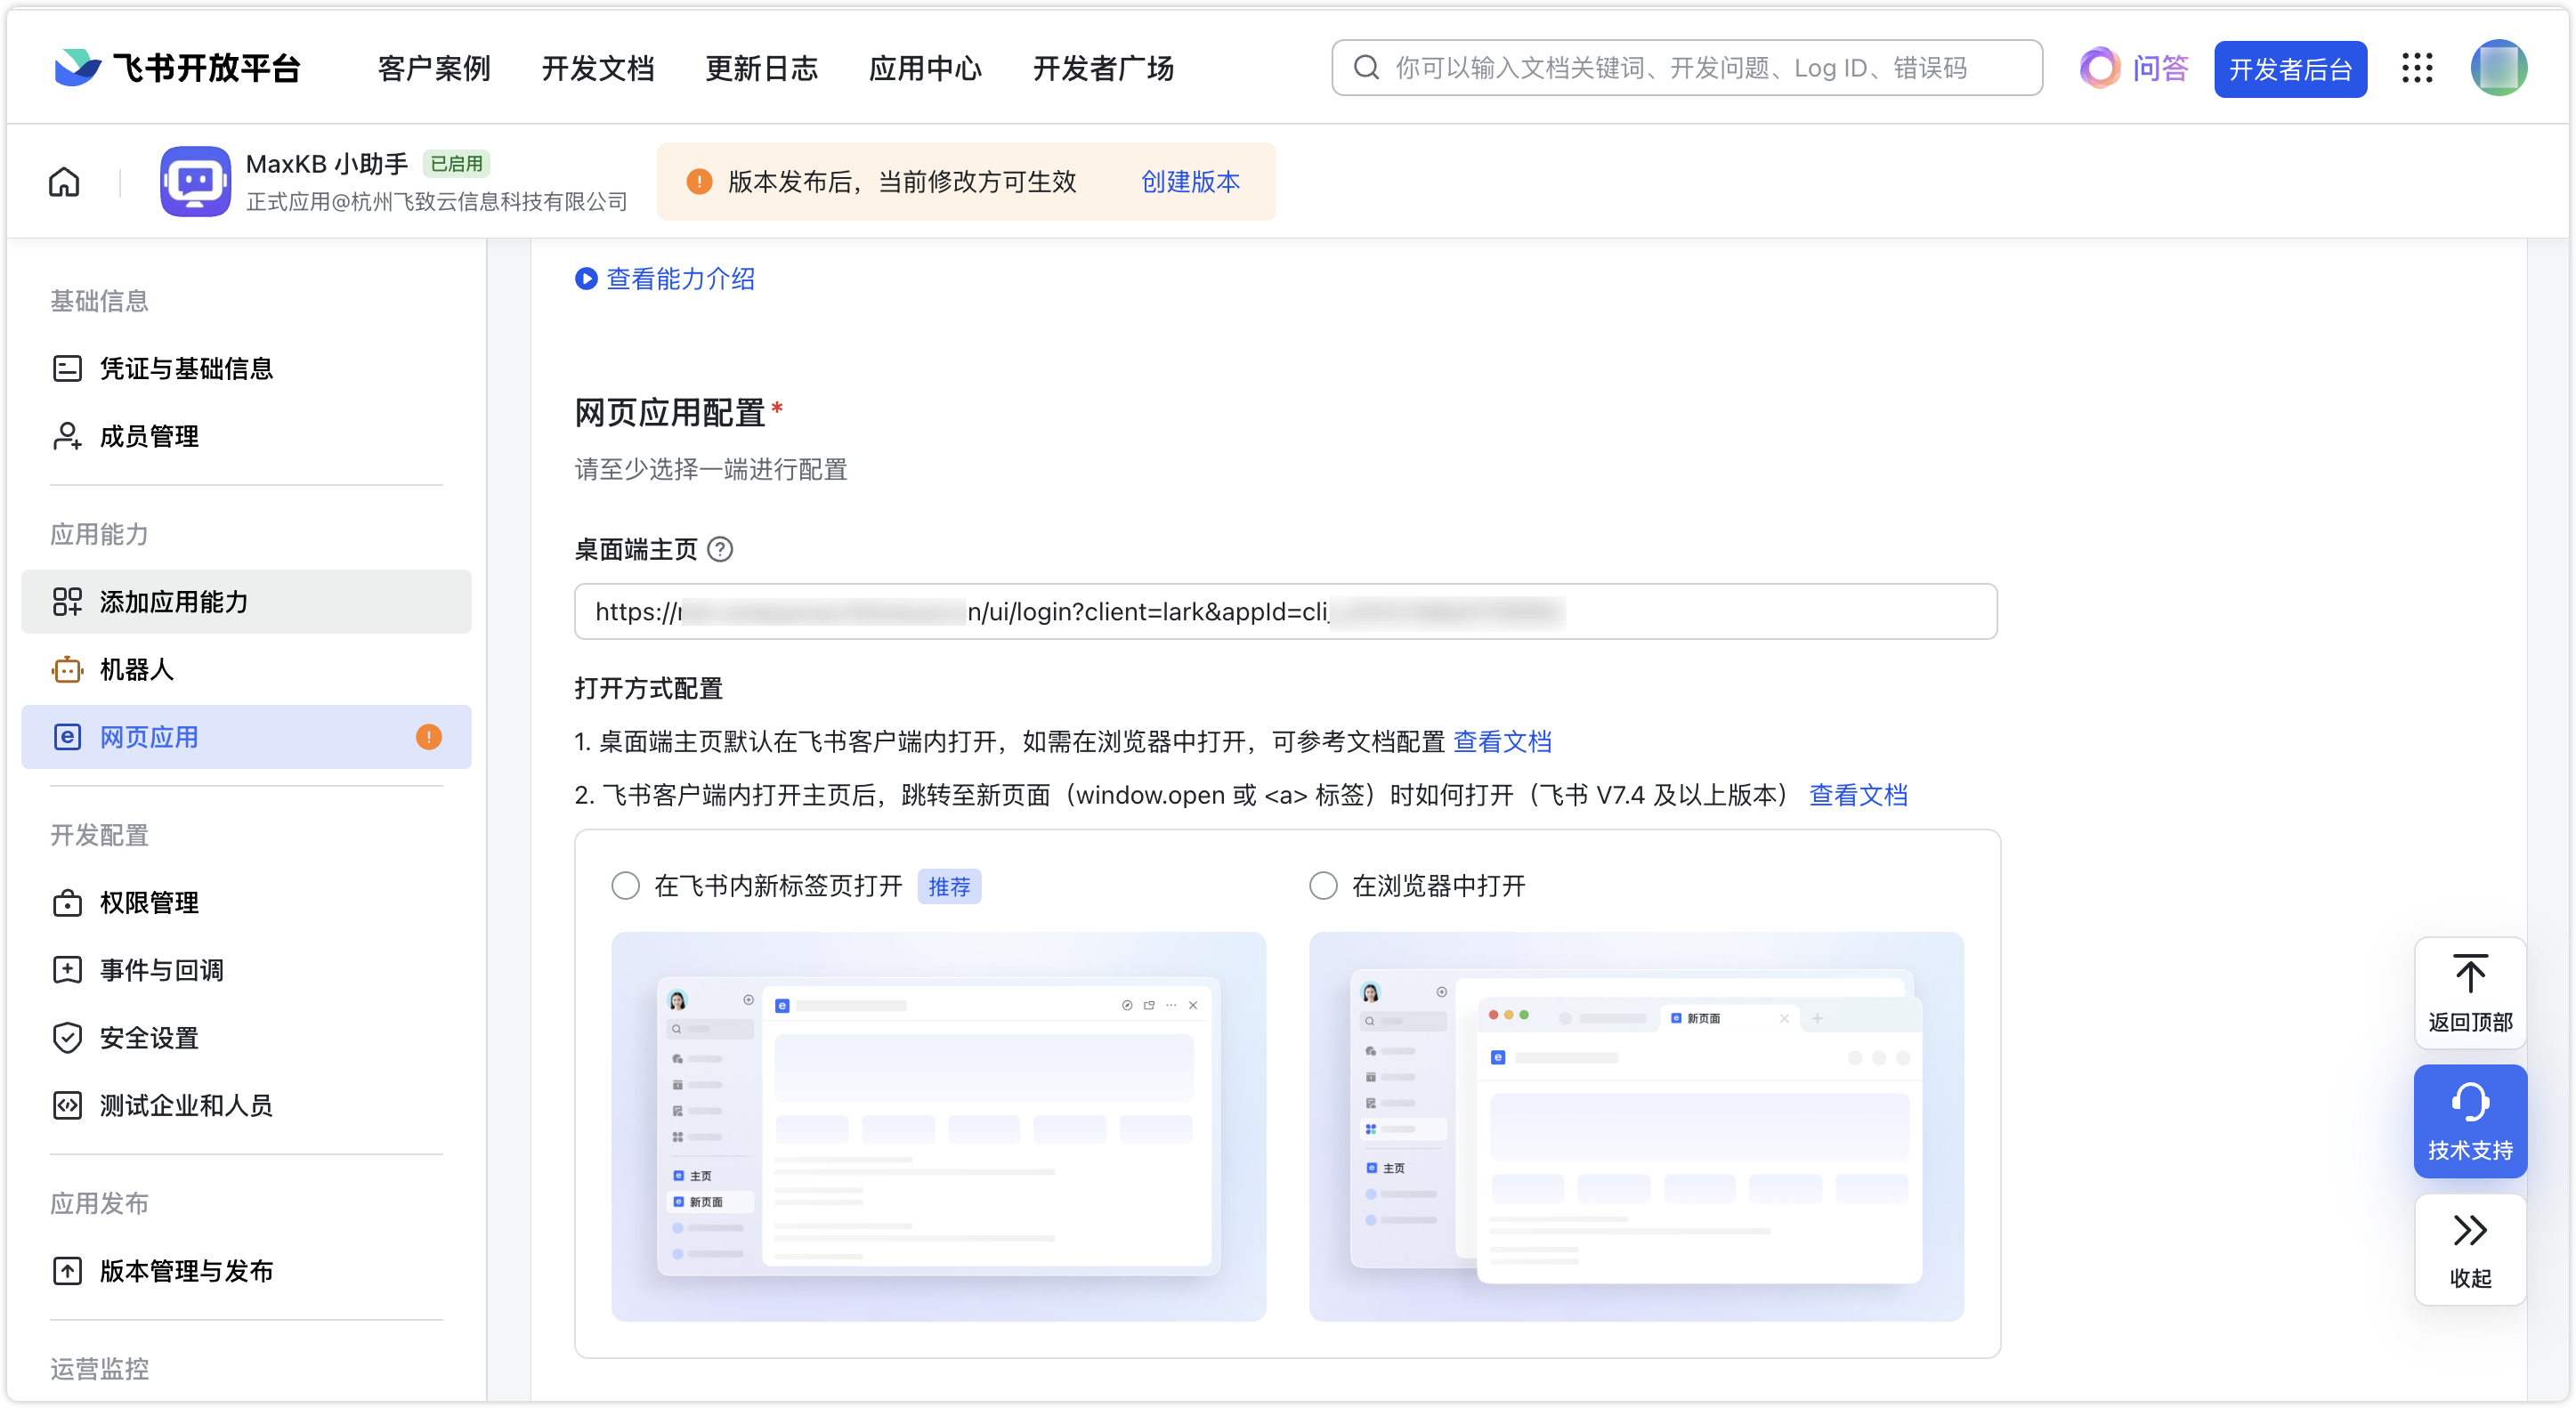 飞书开放平台
客户案例
开发文档
更新日志
应用中心
开发者广场
你可以输入文档关键词、开发问题、Log ID、错误码
问答
开发者后台
MaxKB 小助手
已启用
正式应用@杭州飞致云信息科技有限公司
版本发布后，当前修改方可生效
创建版本
基础信息
凭证与基础信息
成员管理
应用能力
添加应用能力
机器人
网页应用
开发配置
权限管理
事件与回调
安全设置
测试企业和人员
应用发布
版本管理与发布
运营监控
查看能力介绍
网页应用配置*
请至少选择一端进行配置
桌面端主页
https:// n/ui/login?client=lark&appId=cli_
打开方式配置
1. 桌面端主页默认在飞书客户端内打开，如需在浏览器中打开，可参考文档配置 查看文档
2. 飞书客户端内打开主页后，跳转至新页面（window.open 或 <a> 标签）时如何打开（飞书 V7.4 及以上版本） 查看文档
在飞书内新标签页打开
推荐
主页
新页面
在浏览器中打开
新页面
主页
返回顶部
技术支持
收起